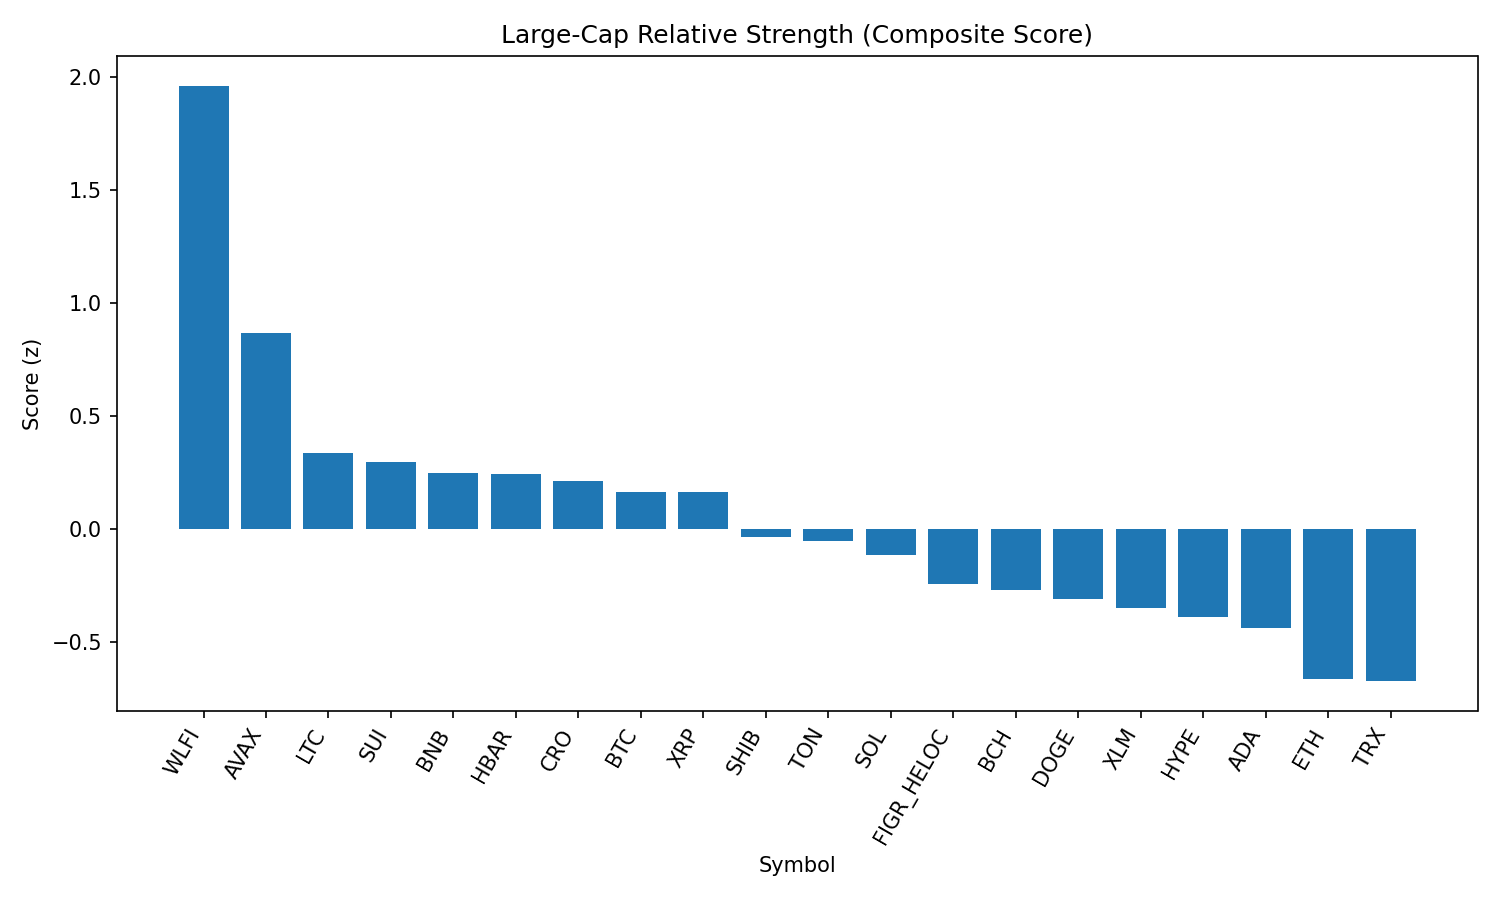 Large-Cap Relative Strength (Composite Score)
2.0
1.5
1.0
0.5
0.0
−0.5
Score (z)
WLFI
AVAX
LTC
SUI
BNB
HBAR
CRO
BTC
XRP
SHIB
TON
SOL
FIGR_HELOC
BCH
DOGE
XLM
HYPE
ADA
ETH
TRX
Symbol